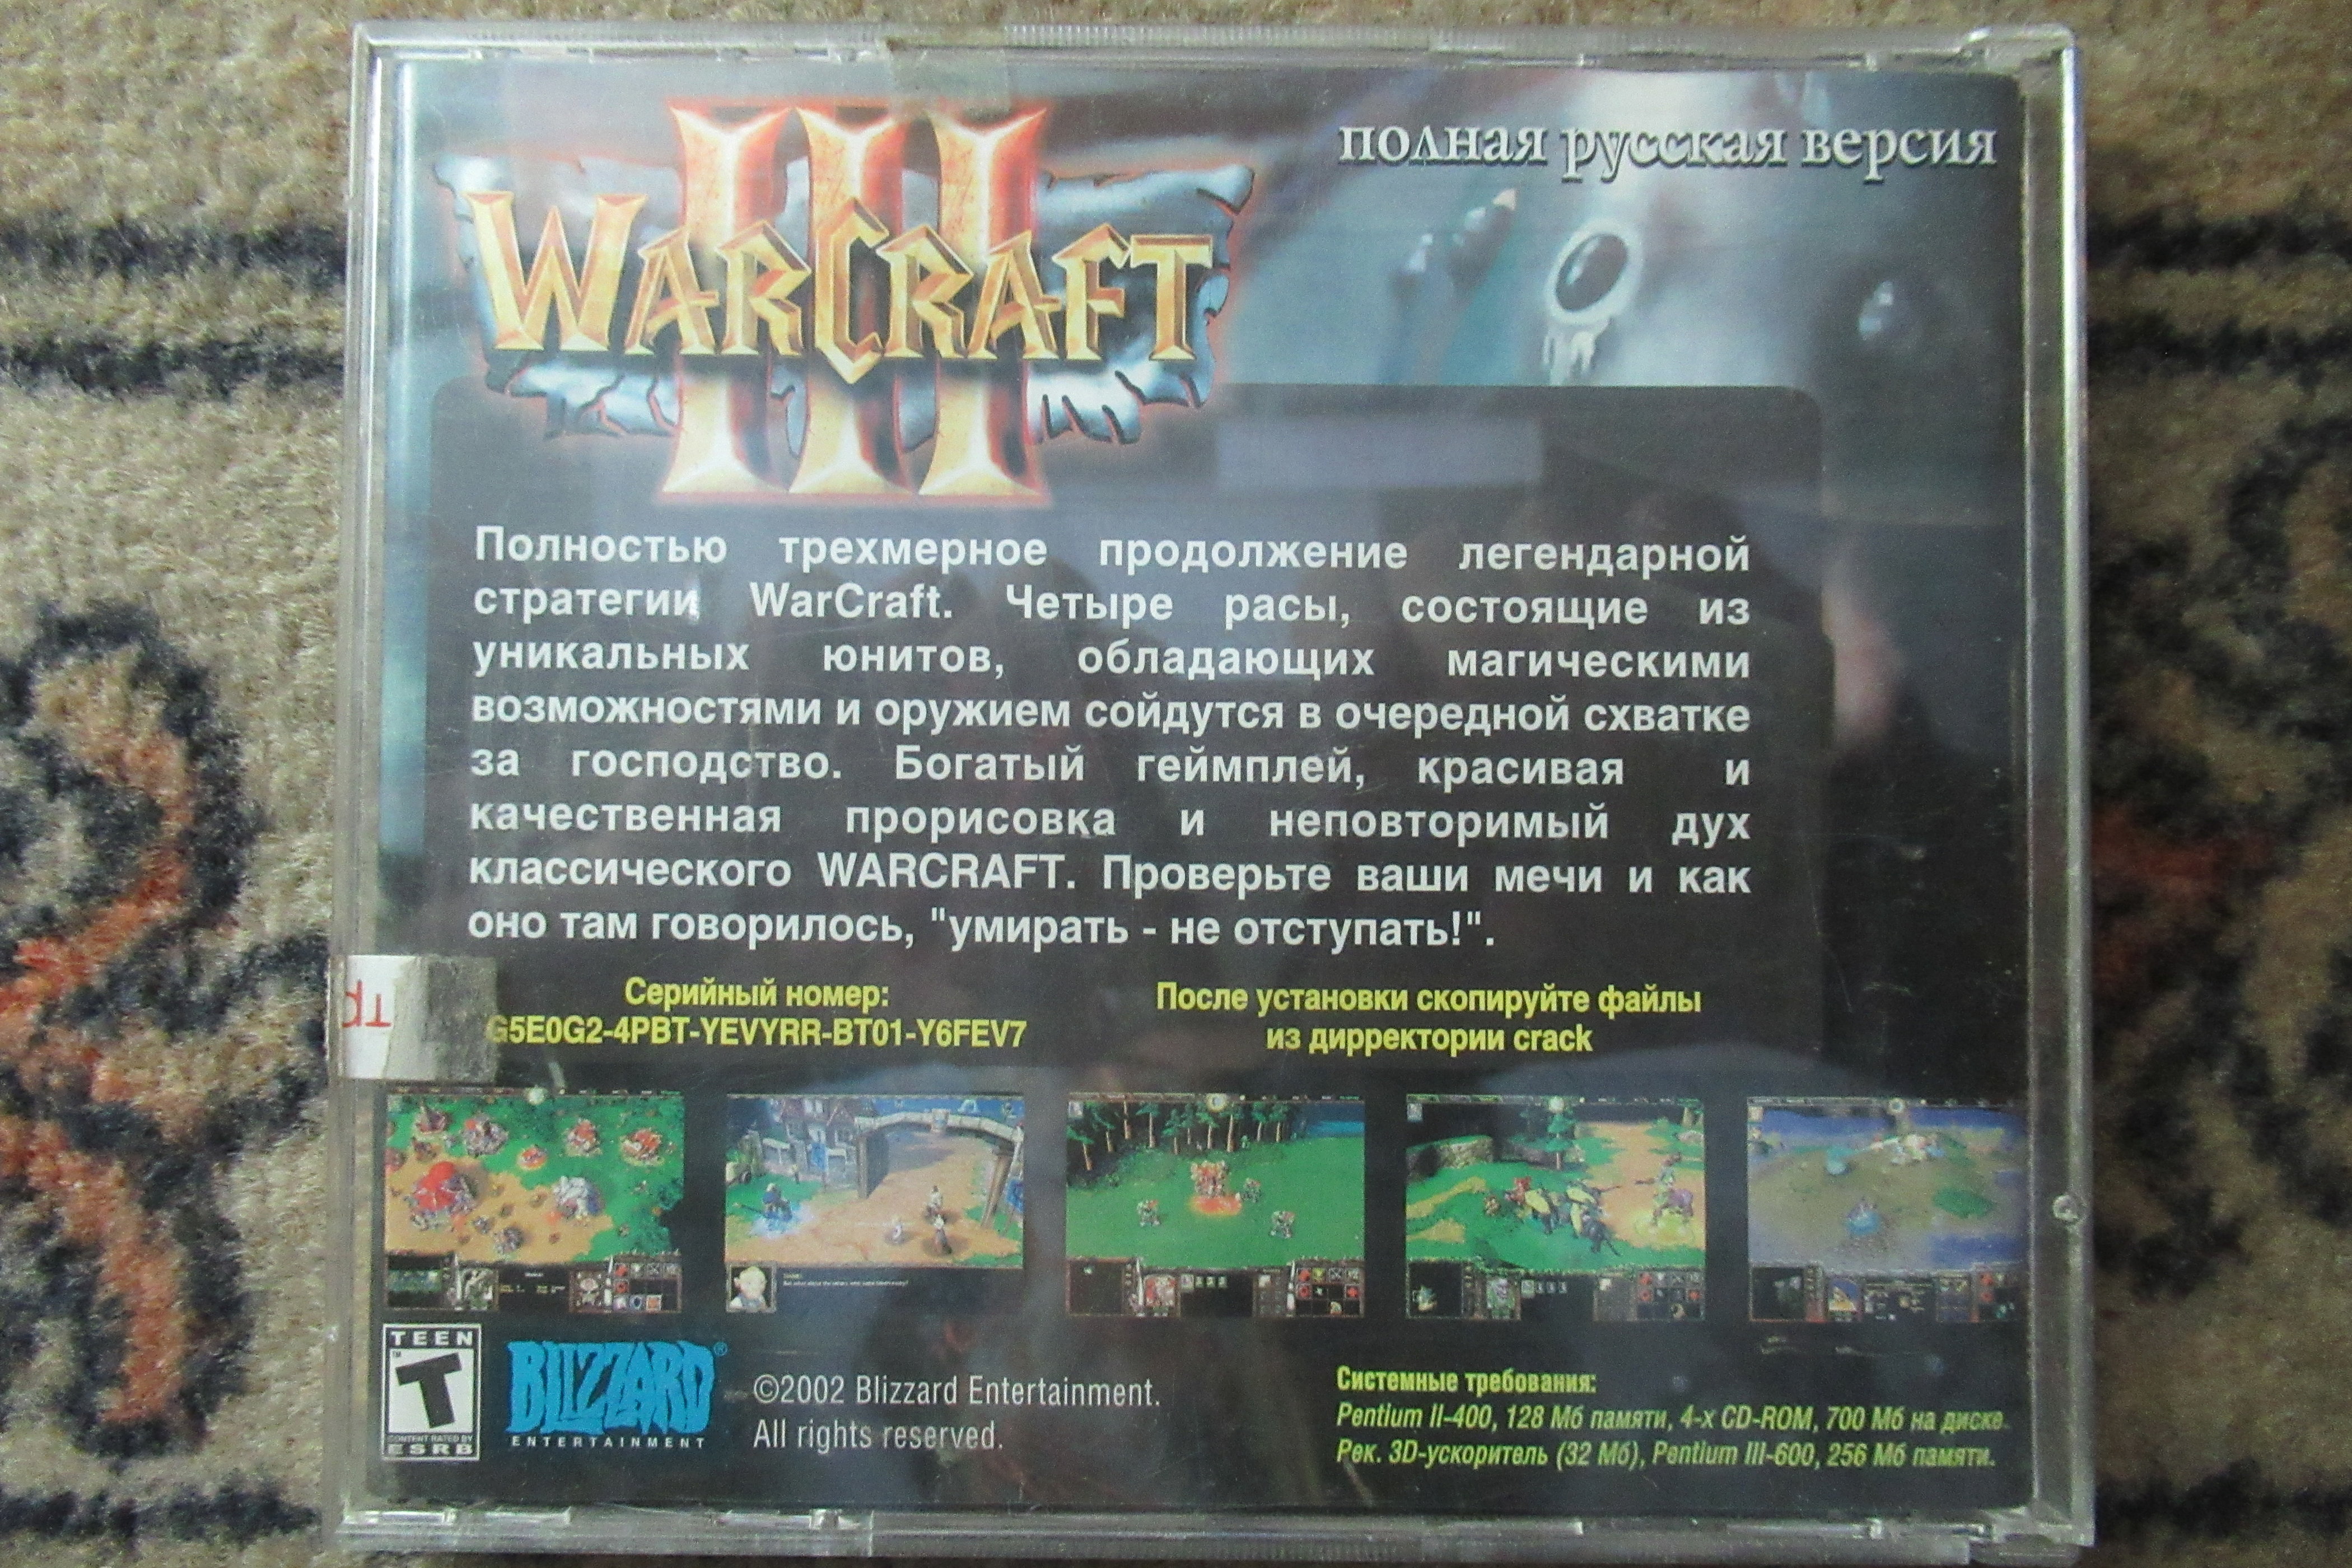 WARCRAFT III
полная русская версия
Полностью трехмерное продолжение легендарной
стратегии WarCraft. Четыре расы, состоящие из
уникальных юнитов, обладающих магическими
возможностями и оружием сойдутся в очередной схватке
за господство. Богатый геймплей, красивая и
качественная прорисовка и неповторимый дух
классического WARCRAFT. Проверьте ваши мечи и как
оно там говорилось, "умирать - не отступать!".
Серийный номер:
G5E0G2-4PBT-YEVYRR-BT01-Y6FEV7
После установки скопируйте файлы
из дирректории crack
TEEN
T
CONTENT RATED BY
ESRB
BLIZZARD®
ENTERTAINMENT
©2002 Blizzard Entertainment.
All rights reserved.
Системные требования:
Pentium II-400, 128 Мб памяти, 4-х CD-ROM, 700 Мб на диске.
Рек. 3D-ускоритель (32 Мб), Pentium III-600, 256 Мб памяти.